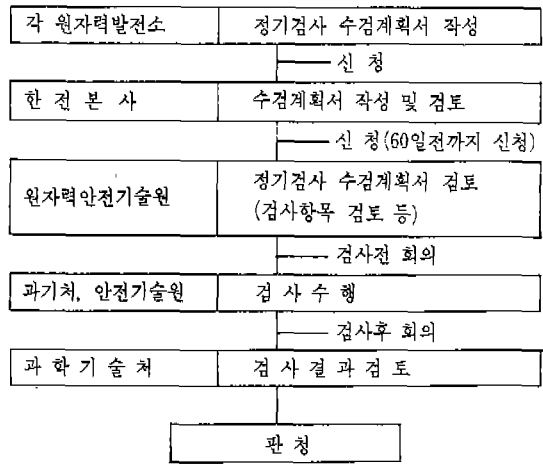 각 원자력발전소 정기검사 수검계획서 작성
신 청
한 전 본 사 수검계획서 작성 및 검토
신 청(60일전까지 신청)
원자력안전기술원 정기검사 수검계획서 검토
(검사항목 검토 등)
검사전 회의
과기처, 안전기술원 검 사 수 행
검사후 회의
과 학 기 술 처 검 사 결 과 검 토
판 청